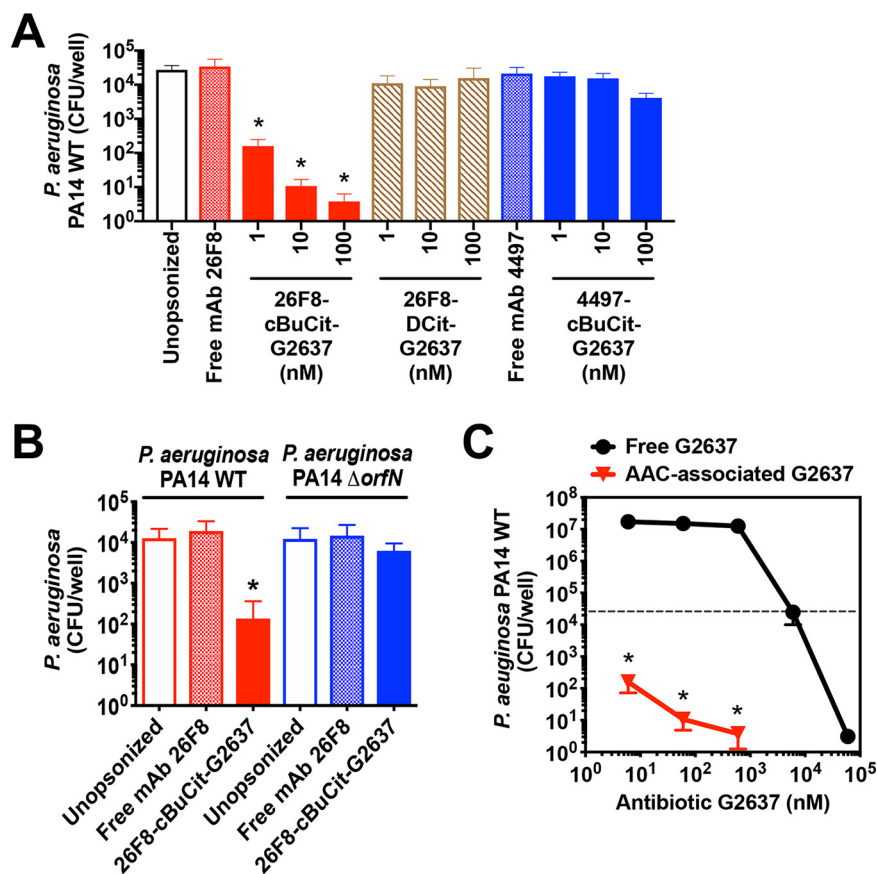 A
P. aeruginosa
PA14 WT (CFU/well)
10^5
10^4
10^3
10^2
10^1
10^0
*
*
*
Unopsonized
Free mAb 26F8
1
10
100
1
10
100
Free mAb 4497
1
10
100
26F8-
cBuCit-
G2637
(nM)
26F8-
DCit-
G2637
(nM)
4497-
cBuCit-
G2637
(nM)
B
P. aeruginosa
PA14 WT
P. aeruginosa
PA14 ΔorfN
P. aeruginosa
(CFU/well)
10^5
10^4
10^3
10^2
10^1
10^0
*
Unopsonized
Free mAb 26F8
26F8-cBuCit-G2637
Unopsonized
Free mAb 26F8
26F8-cBuCit-G2637
C
Free G2637
AAC-associated G2637
P. aeuginosa PA14 WT
(CFU/well)
10^8
10^7
10^6
10^5
10^4
10^3
10^2
10^1
10^0
*
*
*
10^0 10^1 10^2 10^3 10^4 10^5
Antibiotic G2637 (nM)